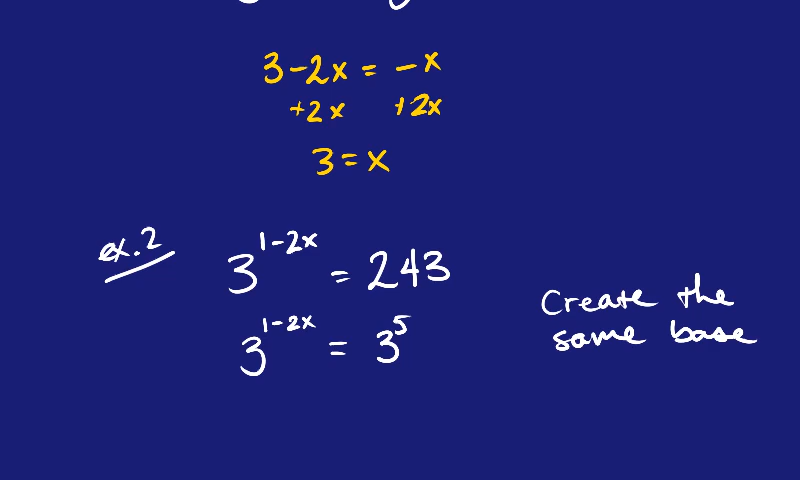 3-2x = -x
+2x +2x
3 = x
ex. 2
3^{1-2x} = 243
3^{1-2x} = 3^5
Create the
same base